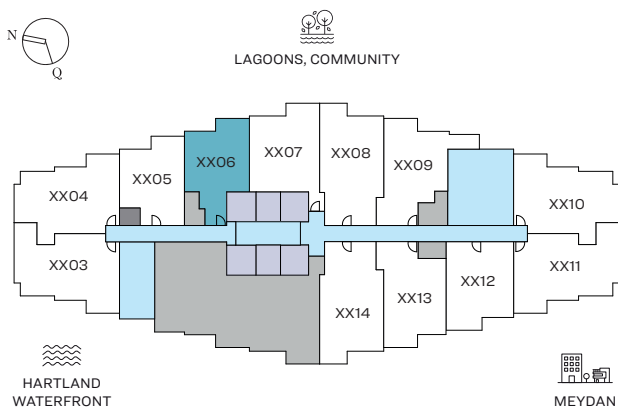 N
Q
LAGOONS, COMMUNITY
XX06
XX07
XX08
XX09
XX05
XX04
XX10
XX03
XX11
XX12
XX13
XX14
HARTLAND
WATERFRONT
MEYDAN